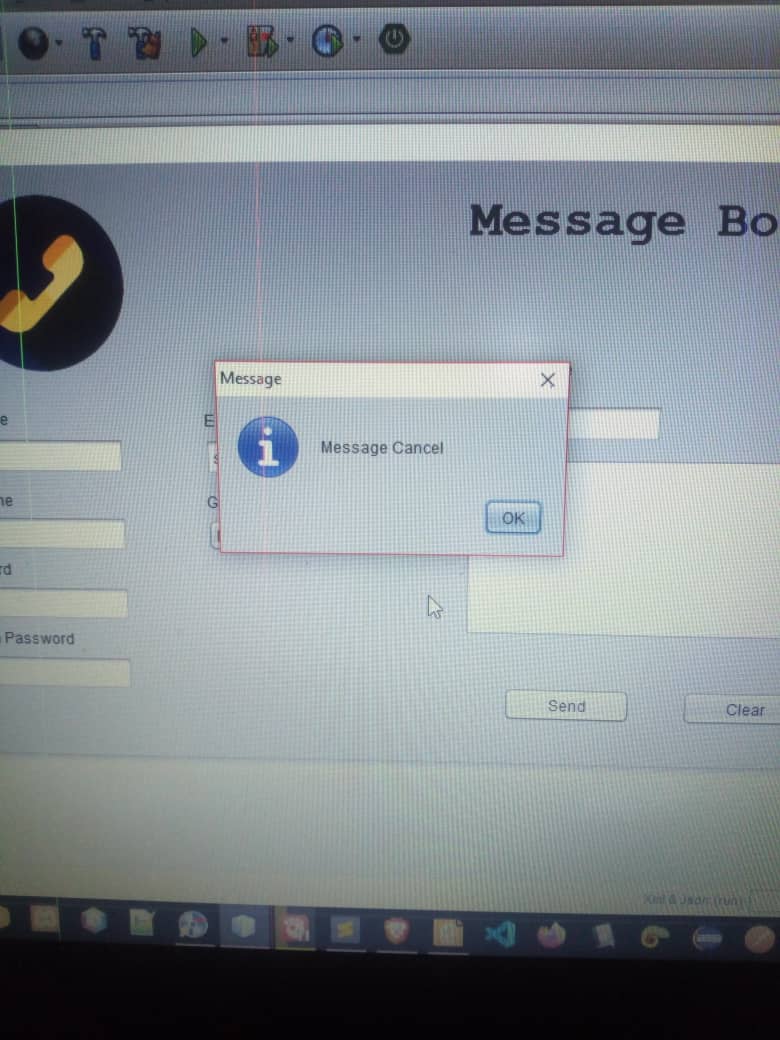 Message Bo
Message
e
E
Message Cancel
ne
G
OK
rd
Password
Send
Clear
Xml & Json (run)